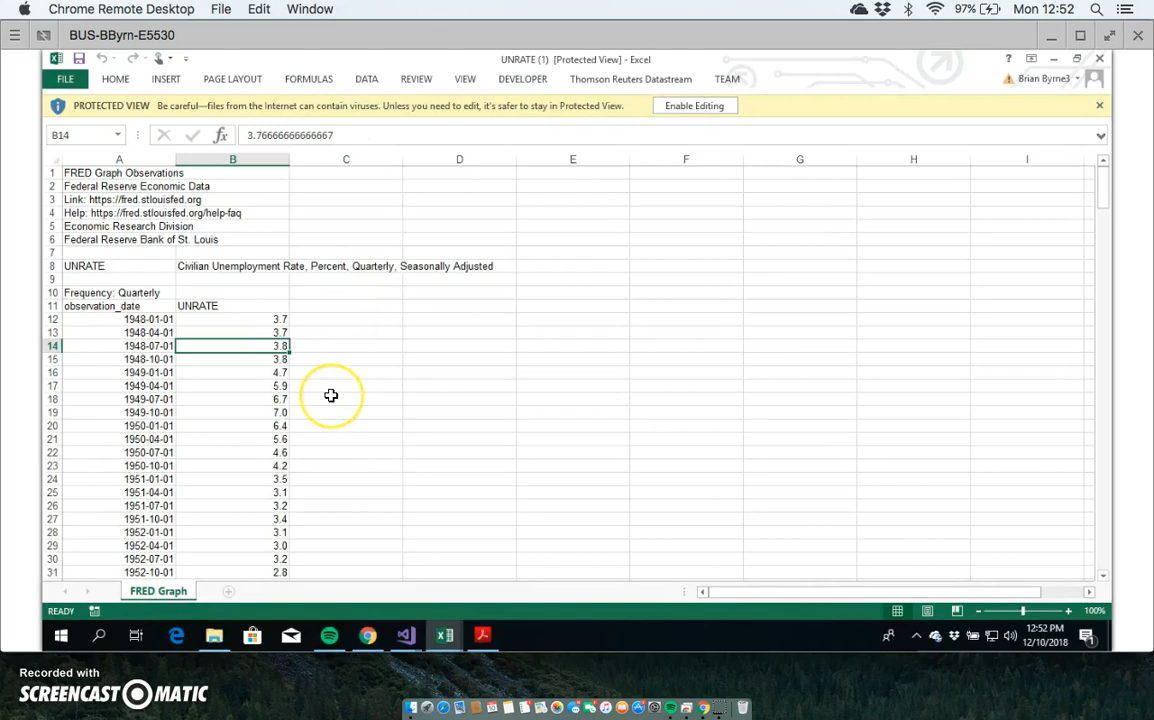 Chrome Remote Desktop File Edit Window 97% Mon 12:52
BUS-BByrn-E5530
UNRATE (1) [Protected View] - Excel
FILE HOME INSERT PAGE LAYOUT FORMULAS DATA REVIEW VIEW DEVELOPER Thomson Reuters Datastream TEAM Brian Byrne3
PROTECTED VIEW Be careful—files from the Internet can contain viruses. Unless you need to edit, it's safer to stay in Protected View. Enable Editing
B14 fx 3.76666666666667
A B C D E F G H I
1 FRED Graph Observations
2 Federal Reserve Economic Data
3 Link: https://fred.stlouisfed.org
4 Help: https://fred.stlouisfed.org/help-faq
5 Economic Research Division
6 Federal Reserve Bank of St. Louis
7
8 UNRATE Civilian Unemployment Rate, Percent, Quarterly, Seasonally Adjusted
9
10 Frequency: Quarterly
11 observation_date UNRATE
12 1948-01-01 3.7
13 1948-04-01 3.7
14 1948-07-01 3.8
15 1948-10-01 3.8
16 1949-01-01 4.7
17 1949-04-01 5.9
18 1949-07-01 6.7
19 1949-10-01 7.0
20 1950-01-01 6.4
21 1950-04-01 5.6
22 1950-07-01 4.6
23 1950-10-01 4.2
24 1951-01-01 3.5
25 1951-04-01 3.1
26 1951-07-01 3.2
27 1951-10-01 3.4
28 1952-01-01 3.1
29 1952-04-01 3.0
30 1952-07-01 3.2
31 1952-10-01 2.8
FRED Graph
READY 100%
12:52 PM
12/10/2018
Recorded with
SCREENCAST MATIC